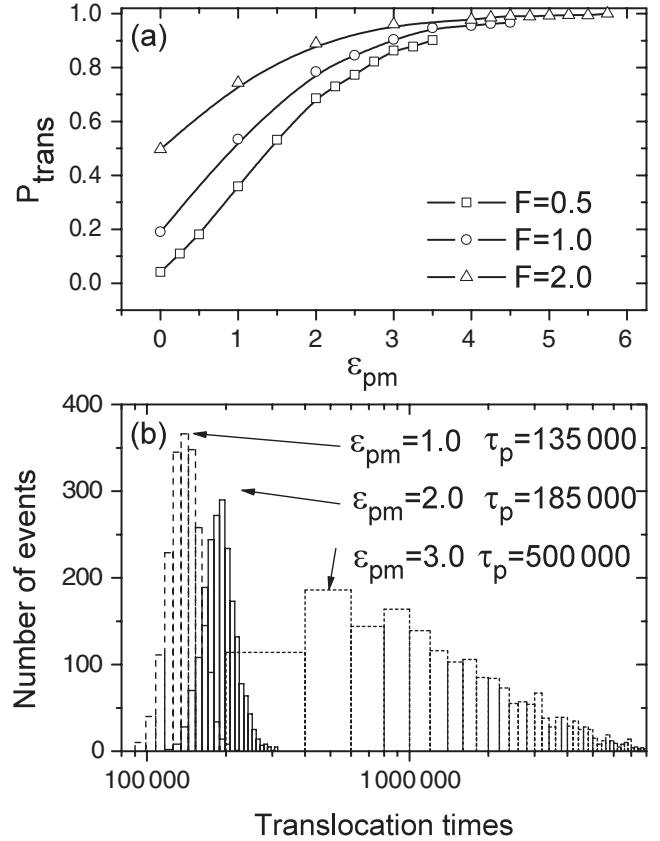 (a)
1.0
0.8
0.6
0.4
0.2
0.0
P_trans
F=0.5
F=1.0
F=2.0
0 1 2 3 4 5 6
ε_pm
(b)
400
300
200
100
0
Number of events
ε_pm=1.0 τ_p=135 000
ε_pm=2.0 τ_p=185 000
ε_pm=3.0 τ_p=500 000
100 000 1000 000
Translocation times